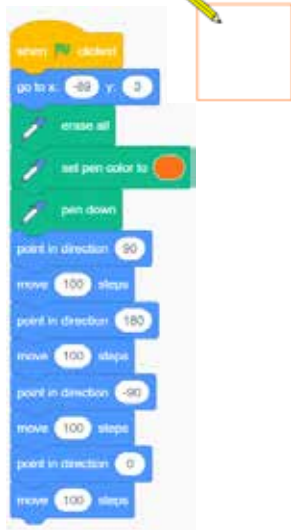 when clicked
go to x: -89 y: 3
erase all
set pen color to
pen down
point in direction 90
move 100 steps
point in direction 180
move 100 steps
point in direction -90
move 100 steps
point in direction 0
move 100 steps